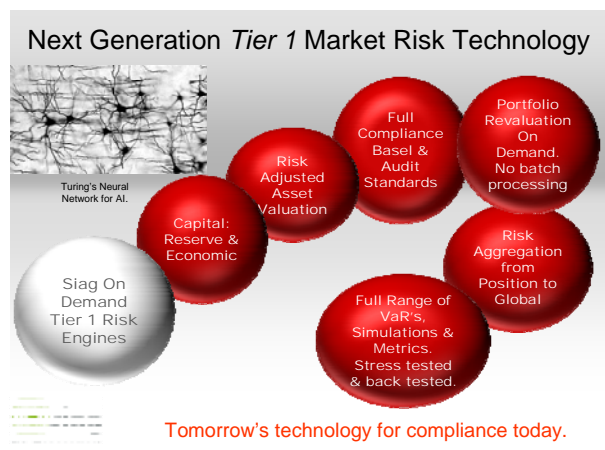 Next Generation Tier 1 Market Risk Technology
Turing's Neural
Network for AI.
Siag On
Demand
Tier 1 Risk
Engines
Capital:
Reserve &
Economic
Risk
Adjusted
Asset
Valuation
Full
Compliance
Basel &
Audit
Standards
Portfolio
Revaluation
On
Demand.
No batch
processing
Risk
Aggregation
from
Position to
Global
Full Range of
VaR's,
Simulations &
Metrics.
Stress tested
& back tested.
Tomorrow's technology for compliance today.